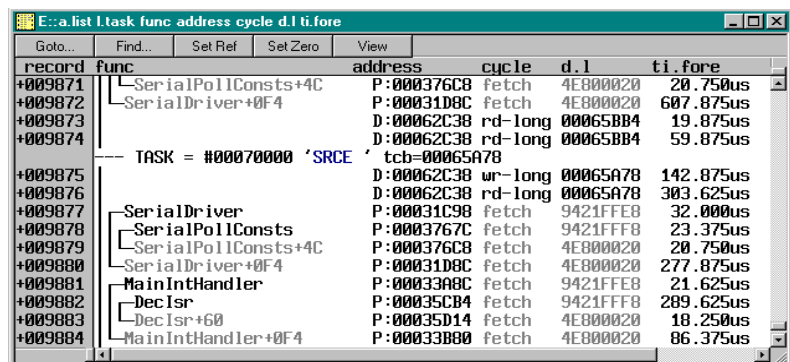 E::a.list l.task func address cycle d.l ti.fore
Goto... Find... Set Ref Set Zero View
record func address cycle d.l ti.fore
+009871 SerialPollConsts+4C P:000376C8 fetch 4E800020 20.750us
+009872 SerialDriver+0F4 P:00031D8C fetch 4E800020 607.875us
+009873 D:00062C38 rd-long 00065BB4 19.875us
+009874 D:00062C38 rd-long 00065BB4 59.875us
--- TASK = #00070000 'SRCE ' tcb=00065A78
+009875 D:00062C38 wr-long 00065A78 142.875us
+009876 D:00062C38 rd-long 00065A78 303.625us
+009877 SerialDriver P:00031C98 fetch 9421FFE8 32.000us
+009878 SerialPollConsts P:0003767C fetch 9421FFF8 23.375us
+009879 SerialPollConsts+4C P:000376C8 fetch 4E800020 20.750us
+009880 SerialDriver+0F4 P:00031D8C fetch 4E800020 277.875us
+009881 MainIntHandler P:00033A8C fetch 9421FFE8 21.625us
+009882 DecIsr P:00035CB4 fetch 9421FFF8 289.625us
+009883 DecIsr+60 P:00035D14 fetch 4E800020 18.250us
+009884 MainIntHandler+0F4 P:00033B80 fetch 4E800020 86.375us